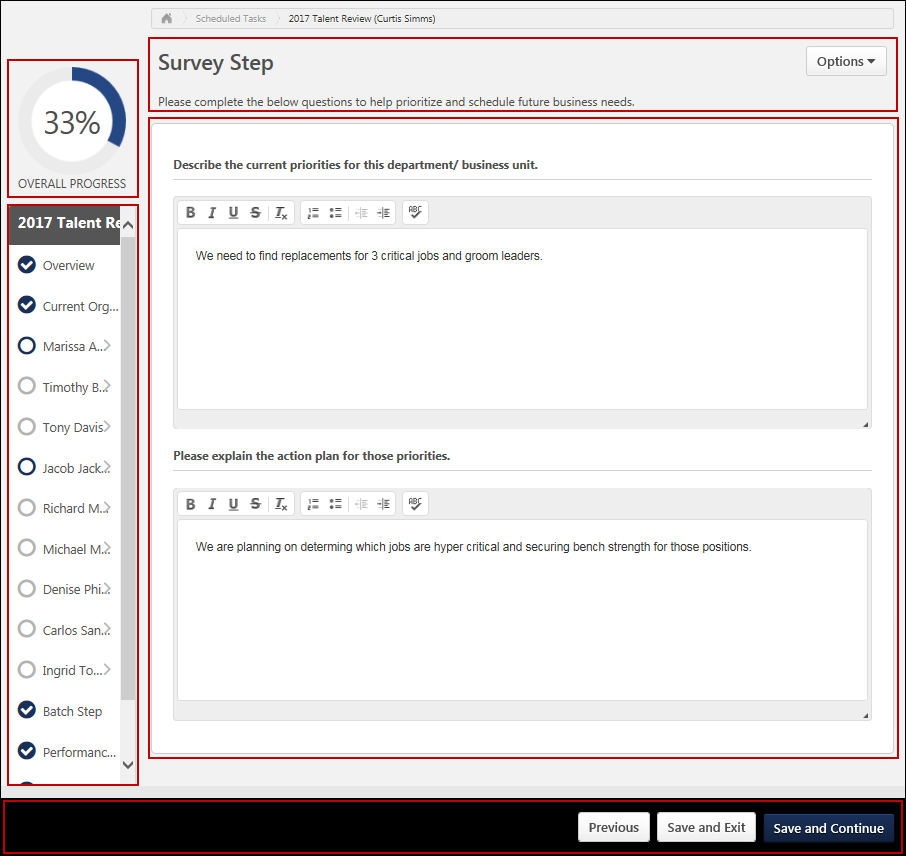 Scheduled Tasks 2017 Talent Review (Curtis Simms)
Survey Step
Options
Please complete the below questions to help prioritize and schedule future business needs.
33%
OVERALL PROGRESS
2017 Talent Re
Overview
Current Org...
Marissa A...
Timothy B...
Tony Davis
Jacob Jack...
Richard M...
Michael M...
Denise Phi...
Carlos San...
Ingrid To...
Batch Step
Performanc...
Describe the current priorities for this department/ business unit.
B I U S Ix ABC
We need to find replacements for 3 critical jobs and groom leaders.
Please explain the action plan for those priorities.
B I U S Ix ABC
We are planning on determing which jobs are hyper critical and securing bench strength for those positions.
Previous Save and Exit Save and Continue